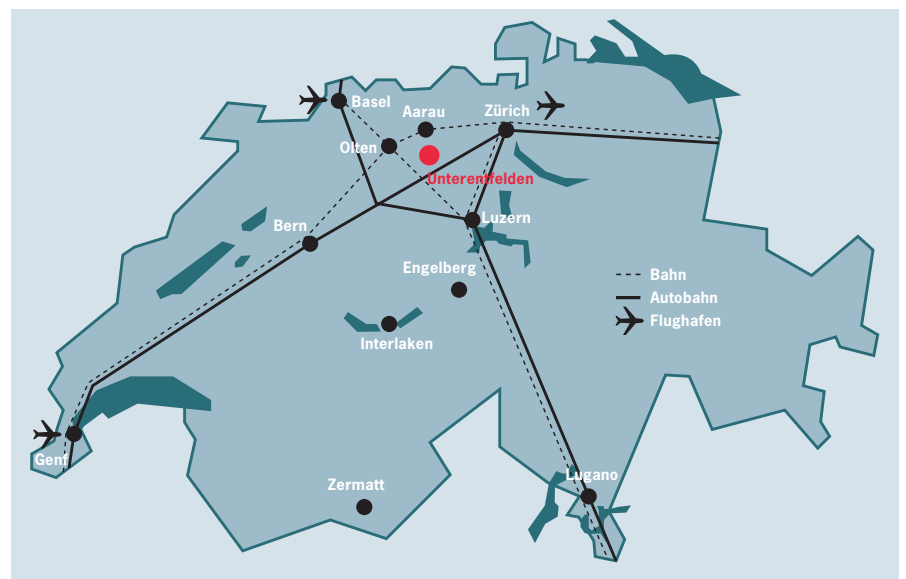 Basel
Aarau
Zürich
Olten
Unterentfelden
Luzern
Bern
Engelberg
Bahn
Autobahn
Flughafen
Interlaken
Genf
Lugano
Zermatt